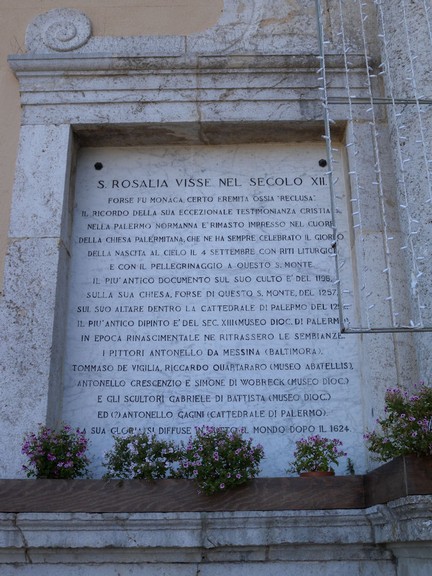 S. ROSALIA VISSE NEL SECOLO XII.
FORSE FU MONACA, CERTO EREMITA OSSIA "RECLUSA".
IL RICORDO DELLA SUA ECCEZIONALE TESTIMONIANZA CRISTIANA
NELLA PALERMO NORMANNA E' RIMASTO IMPRESSO NEL CUORE
DELLA CHIESA PALERMITANA, CHE NE HA SEMPRE CELEBRATO IL GIORNO
DELLA NASCITA AL CIELO IL 4 SETTEMBRE CON RITI LITURGICI
E CON IL PELLEGRINAGGIO A QUESTO S. MONTE.
IL PIU' ANTICO DOCUMENTO SUL SUO CULTO E' DEL 1196,
SULLA SUA CHIESA, FORSE DI QUESTO S. MONTE, DEL 1257,
SUL SUO ALTARE DENTRO LA CATTEDRALE DI PALERMO DEL
IL PIU' ANTICO DIPINTO E' DEL SEC. XIII (MUSEO DIOC. DI PALERMO)
IN EPOCA RINASCIMENTALE NE RITRASSERO LE SEMBIANZE
I PITTORI ANTONELLO DA MESSINA (BALTIMORA),
TOMMASO DE VIGILIA, RICCARDO QUARTARARO (MUSEO ABATELLIS),
ANTONELLO CRESCENZIO E SIMONE DI WOBRECK (MUSEO DIOC.)
E GLI SCULTORI GABRIELE DI BATTISTA (MUSEO DIOC.)
ED (?) ANTONELLO GAGINI (CATTEDRALE DI PALERMO).
LA SUA GLORIA SI DIFFUSE IN TUTTO IL MONDO DOPO IL 1624.